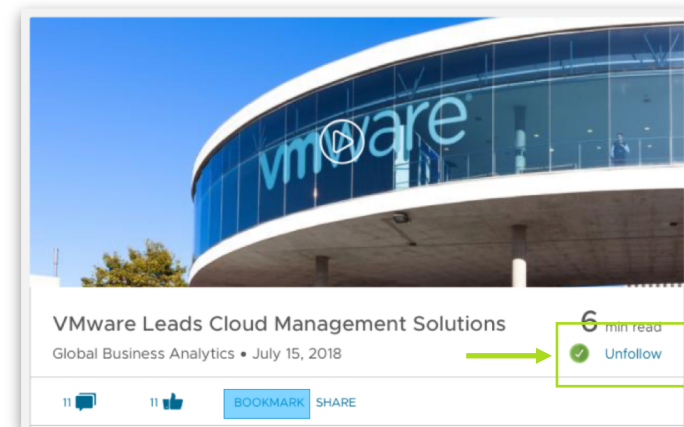 vmware
VMware Leads Cloud Management Solutions
6 min read
Global Business Analytics • July 15, 2018
Unfollow
11
11
BOOKMARK
SHARE